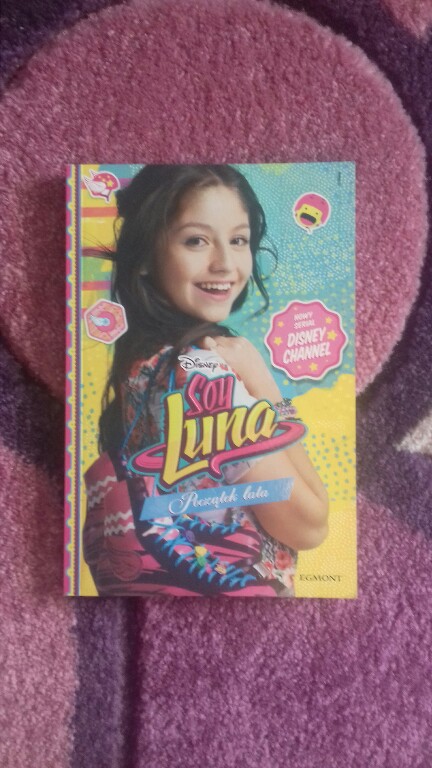 1
NOWY
SERIAL
DISNEY
CHANNEL
Disney
SOY
Luna
Początek lata
EGMONT